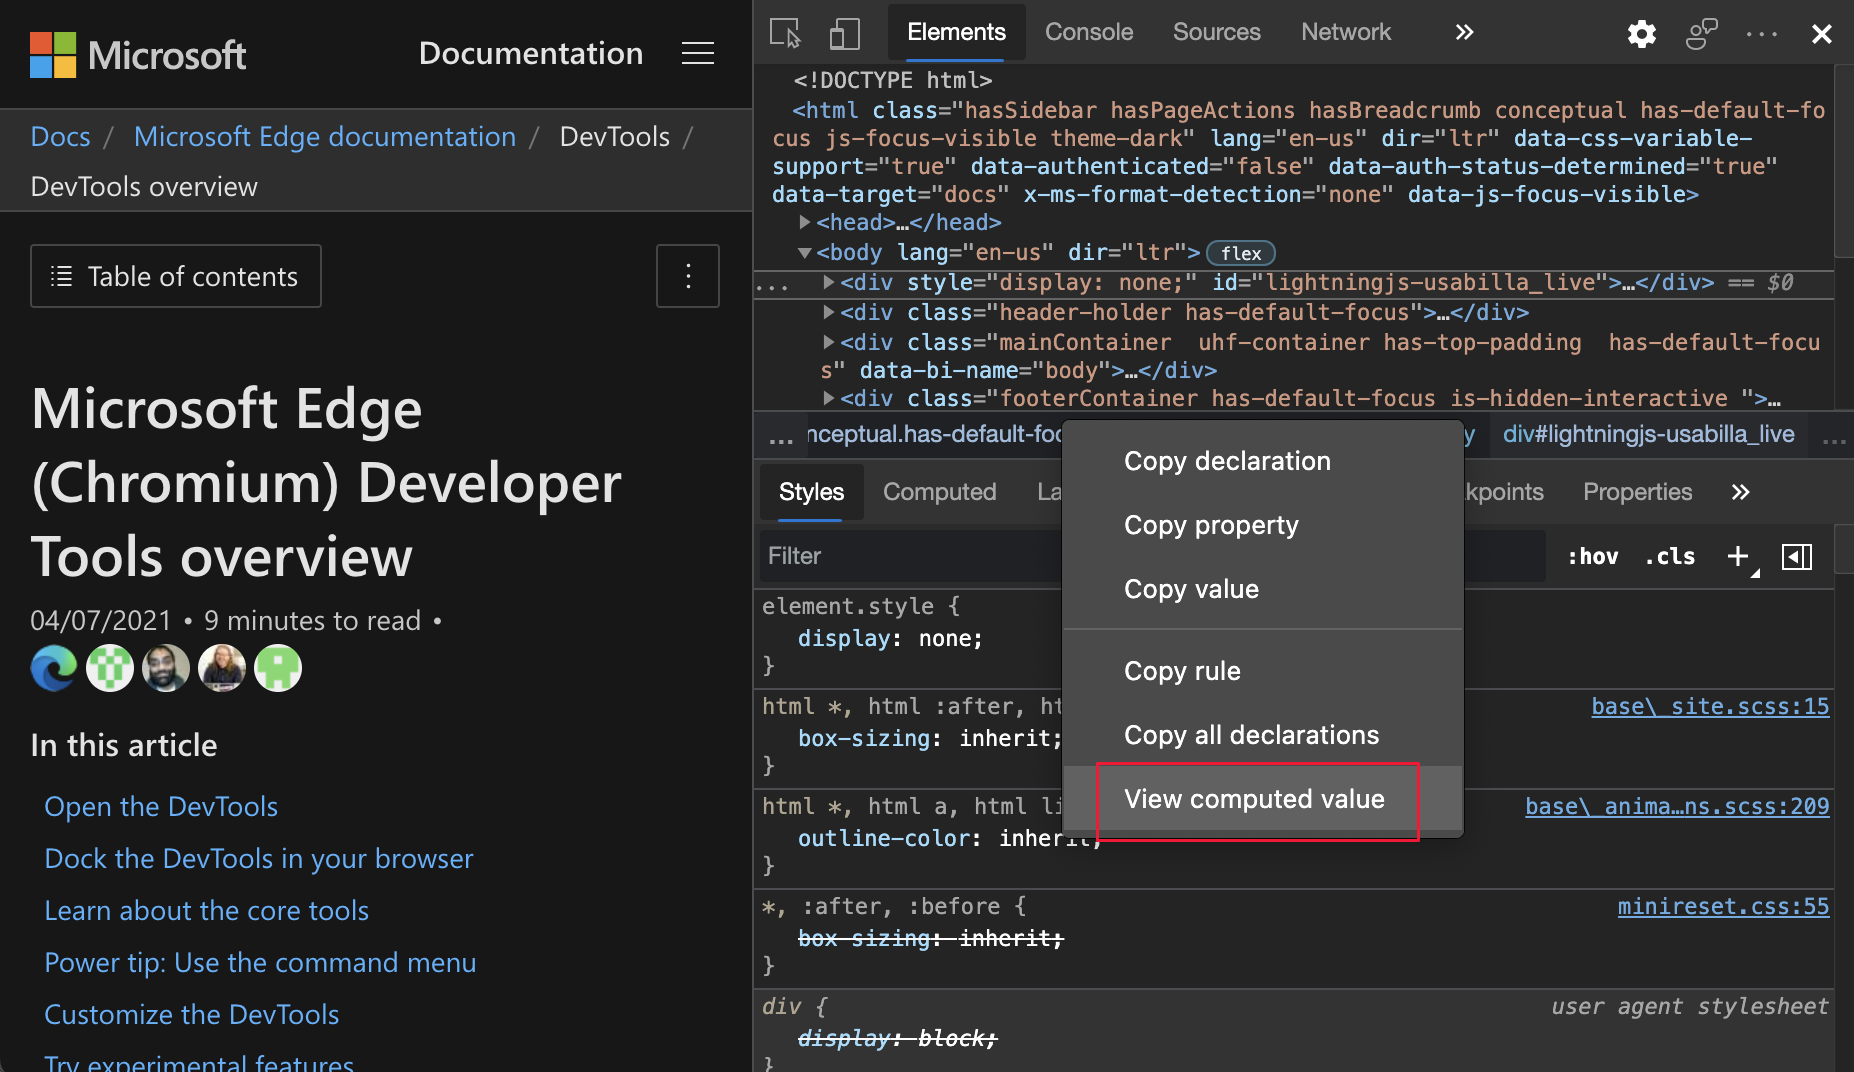 Microsoft
Documentation
Docs / Microsoft Edge documentation / DevTools /
DevTools overview
Table of contents
Microsoft Edge
(Chromium) Developer
Tools overview
04/07/2021 • 9 minutes to read •
In this article
Open the DevTools
Dock the DevTools in your browser
Learn about the core tools
Power tip: Use the command menu
Customize the DevTools
Try experimental features
Elements Console Sources Network
<!DOCTYPE html>
<html class="hasSidebar hasPageActions hasBreadcrumb conceptual has-default-fo
cus js-focus-visible theme-dark" lang="en-us" dir="ltr" data-css-variable-
support="true" data-authenticated="false" data-auth-status-determined="true"
data-target="docs" x-ms-format-detection="none" data-js-focus-visible>
<head>…</head>
<body lang="en-us" dir="ltr"> flex
... <div style="display: none;" id="lightningjs-usabilla_live">…</div> == $0
<div class="header-holder has-default-focus">…</div>
<div class="mainContainer  uhf-container has-top-padding  has-default-focu
s" data-bi-name="body">…</div>
<div class="footerContainer has-default-focus is-hidden-interactive ">…
... nceptual.has-default-foc y div#lightningjs-usabilla_live ...
Styles Computed La kpoints Properties
Filter :hov .cls +
element.style {
display: none;
}
html *, html :after, ht base\_site.scss:15
box-sizing: inherit;
}
html *, html a, html li base\_anima…ns.scss:209
outline-color: inherit;
}
*, :after, :before { minireset.css:55
box-sizing: inherit;
}
div { user agent stylesheet
display: block;
}
Copy declaration
Copy property
Copy value
Copy rule
Copy all declarations
View computed value